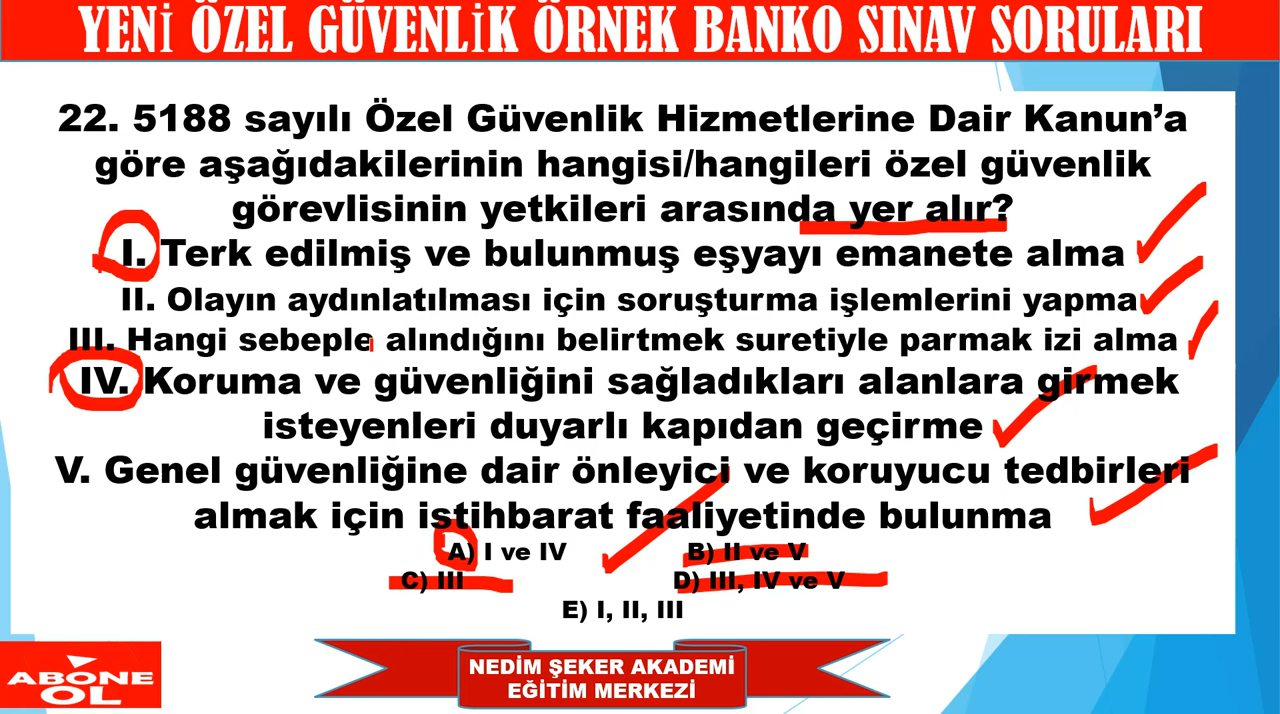 YENİ ÖZEL GÜVENLİK ÖRNEK BANKO SINAV SORULARI
22. 5188 sayılı Özel Güvenlik Hizmetlerine Dair Kanun’a
göre aşağıdakilerinin hangisi/hangileri özel güvenlik
görevlisinin yetkileri arasında yer alır?
I. Terk edilmiş ve bulunmuş eşyayı emanete alma
II. Olayın aydınlatılması için soruşturma işlemlerini yapma
III. Hangi sebeple alındığını belirtmek suretiyle parmak izi alma
IV. Koruma ve güvenliğini sağladıkları alanlara girmek
isteyenleri duyarlı kapıdan geçirme
V. Genel güvenliğine dair önleyici ve koruyucu tedbirleri
almak için istihbarat faaliyetinde bulunma
A) I ve IV B) II ve V
C) III D) III, IV ve V
E) I, II, III
ABONE
OL
NEDİM ŞEKER AKADEMİ
EĞİTİM MERKEZİ